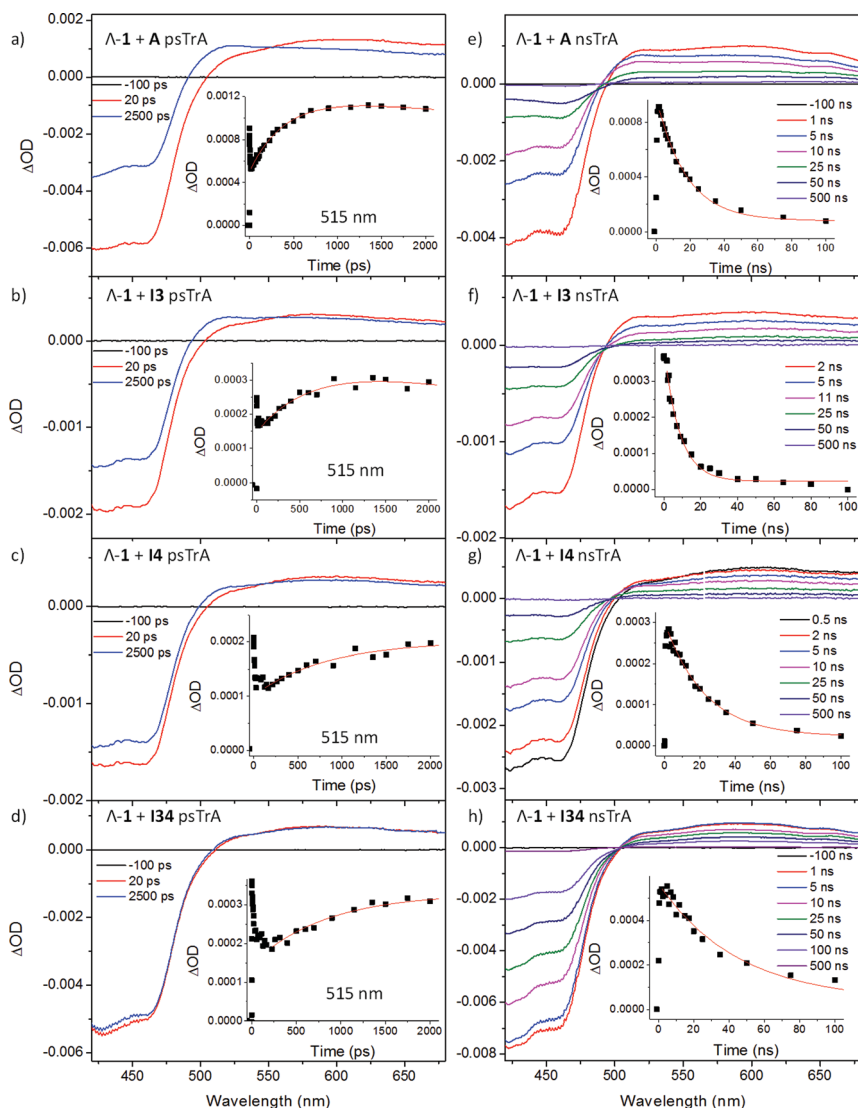 a)
Λ-1 + A psTrA
0.002
0.000
-0.002
-0.004
-0.006
ΔOD
-100 ps
20 ps
2500 ps
0.0012
0.0008
0.0004
0.0000
ΔOD
515 nm
0 500 1000 1500 2000
Time (ps)
b)
Λ-1 + I3 psTrA
0.000
-0.001
-0.002
ΔOD
-100 ps
20 ps
2500 ps
0.0003
0.0002
0.0001
0.0000
ΔOD
515 nm
0 500 1000 1500 2000
Time (ps)
c)
Λ-1 + I4 psTrA
0.000
-0.001
-0.002
ΔOD
-100 ps
20 ps
2500 ps
0.0002
0.0001
0.0000
ΔOD
515 nm
0 500 1000 1500 2000
Time (ps)
d)
Λ-1 + I34 psTrA
0.000
-0.002
-0.004
-0.006
ΔOD
-100 ps
20 ps
2500 ps
0.0003
0.0002
0.0001
0.0000
ΔOD
515 nm
0 500 1000 1500 2000
Time (ps)
450 500 550 600 650
Wavelength (nm)
e)
Λ-1 + A nsTrA
0.000
-0.001
-0.002
-0.003
-0.004
ΔOD
-100 ns
1 ns
5 ns
10 ns
25 ns
50 ns
500 ns
0.0008
0.0004
0.0000
0 20 40 60 80 100
Time (ns)
f)
Λ-1 + I3 nsTrA
0.000
-0.001
-0.002
ΔOD
2 ns
5 ns
11 ns
25 ns
50 ns
500 ns
0.0003
0.0002
0.0001
0.0000
0 20 40 60 80 100
Time (ns)
g)
Λ-1 + I4 nsTrA
0.000
-0.001
-0.002
-0.003
ΔOD
0.5 ns
2 ns
5 ns
10 ns
25 ns
50 ns
500 ns
0.0003
0.0002
0.0001
0.0000
0 20 40 60 80 100
Time (ns)
h)
Λ-1 + I34 nsTrA
0.000
-0.002
-0.004
-0.006
-0.008
ΔOD
-100 ns
1 ns
5 ns
10 ns
25 ns
50 ns
100 ns
500 ns
0.0004
0.0002
0.0000
0 20 40 60 80 100
Time (ns)
450 500 550 600 650
Wavelength (nm)